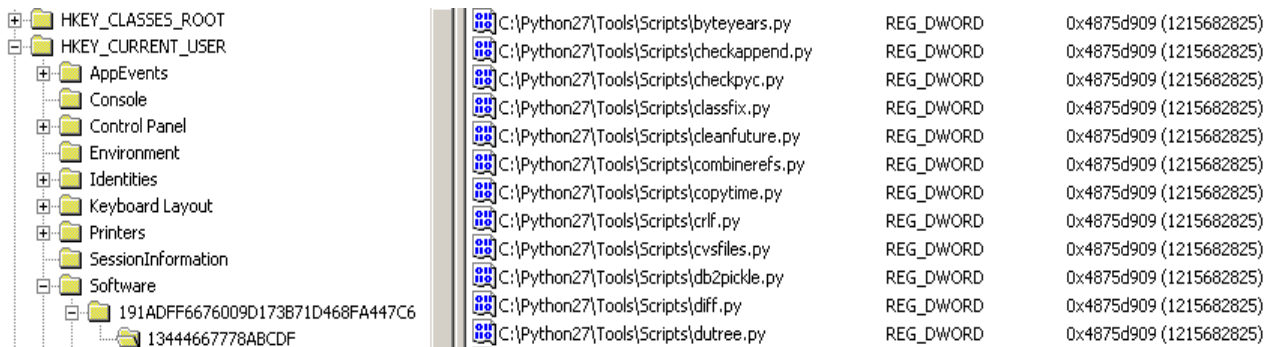 HKEY_CLASSES_ROOT
HKEY_CURRENT_USER
AppEvents
Console
Control Panel
Environment
Identities
Keyboard Layout
Printers
SessionInformation
Software
191ADFF6676009D173B71D468FA447C6
13444667778ABCDF
C:\Python27\Tools\Scripts\byteyears.py REG_DWORD 0x4875d909 (1215682825)
C:\Python27\Tools\Scripts\checkappend.py REG_DWORD 0x4875d909 (1215682825)
C:\Python27\Tools\Scripts\checkpyc.py REG_DWORD 0x4875d909 (1215682825)
C:\Python27\Tools\Scripts\classfix.py REG_DWORD 0x4875d909 (1215682825)
C:\Python27\Tools\Scripts\cleanfuture.py REG_DWORD 0x4875d909 (1215682825)
C:\Python27\Tools\Scripts\combinerefs.py REG_DWORD 0x4875d909 (1215682825)
C:\Python27\Tools\Scripts\copytime.py REG_DWORD 0x4875d909 (1215682825)
C:\Python27\Tools\Scripts\crlf.py REG_DWORD 0x4875d909 (1215682825)
C:\Python27\Tools\Scripts\cvsfiles.py REG_DWORD 0x4875d909 (1215682825)
C:\Python27\Tools\Scripts\db2pickle.py REG_DWORD 0x4875d909 (1215682825)
C:\Python27\Tools\Scripts\diff.py REG_DWORD 0x4875d909 (1215682825)
C:\Python27\Tools\Scripts\dutree.py REG_DWORD 0x4875d909 (1215682825)